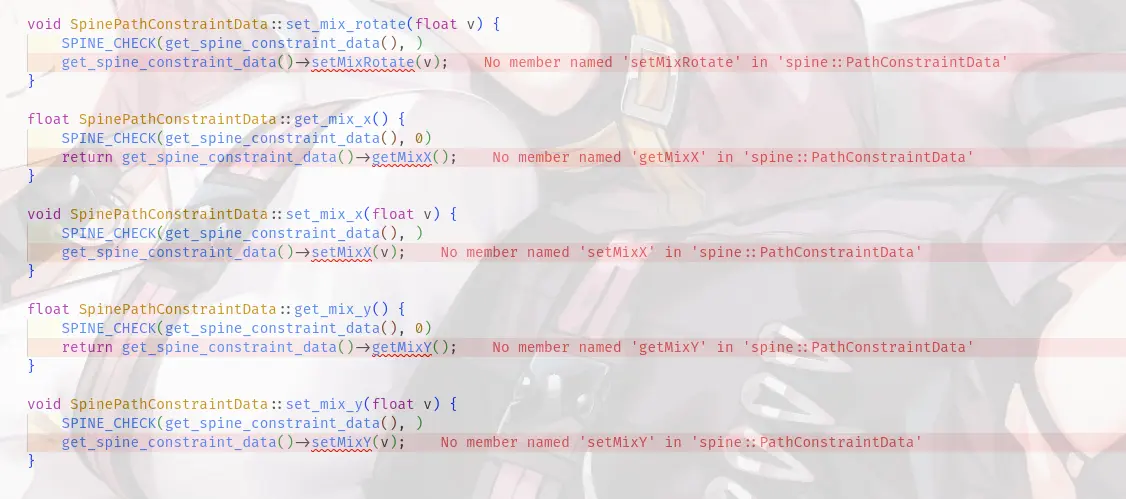 void SpinePathConstraintData::set_mix_rotate(float v) {
    SPINE_CHECK(get_spine_constraint_data(), )
    get_spine_constraint_data()->setMixRotate(v);    No member named 'setMixRotate' in 'spine::PathConstraintData'
}

float SpinePathConstraintData::get_mix_x() {
    SPINE_CHECK(get_spine_constraint_data(), 0)
    return get_spine_constraint_data()->getMixX();    No member named 'getMixX' in 'spine::PathConstraintData'
}

void SpinePathConstraintData::set_mix_x(float v) {
    SPINE_CHECK(get_spine_constraint_data(), )
    get_spine_constraint_data()->setMixX(v);    No member named 'setMixX' in 'spine::PathConstraintData'
}

float SpinePathConstraintData::get_mix_y() {
    SPINE_CHECK(get_spine_constraint_data(), 0)
    return get_spine_constraint_data()->getMixY();    No member named 'getMixY' in 'spine::PathConstraintData'
}

void SpinePathConstraintData::set_mix_y(float v) {
    SPINE_CHECK(get_spine_constraint_data(), )
    get_spine_constraint_data()->setMixY(v);    No member named 'setMixY' in 'spine::PathConstraintData'
}